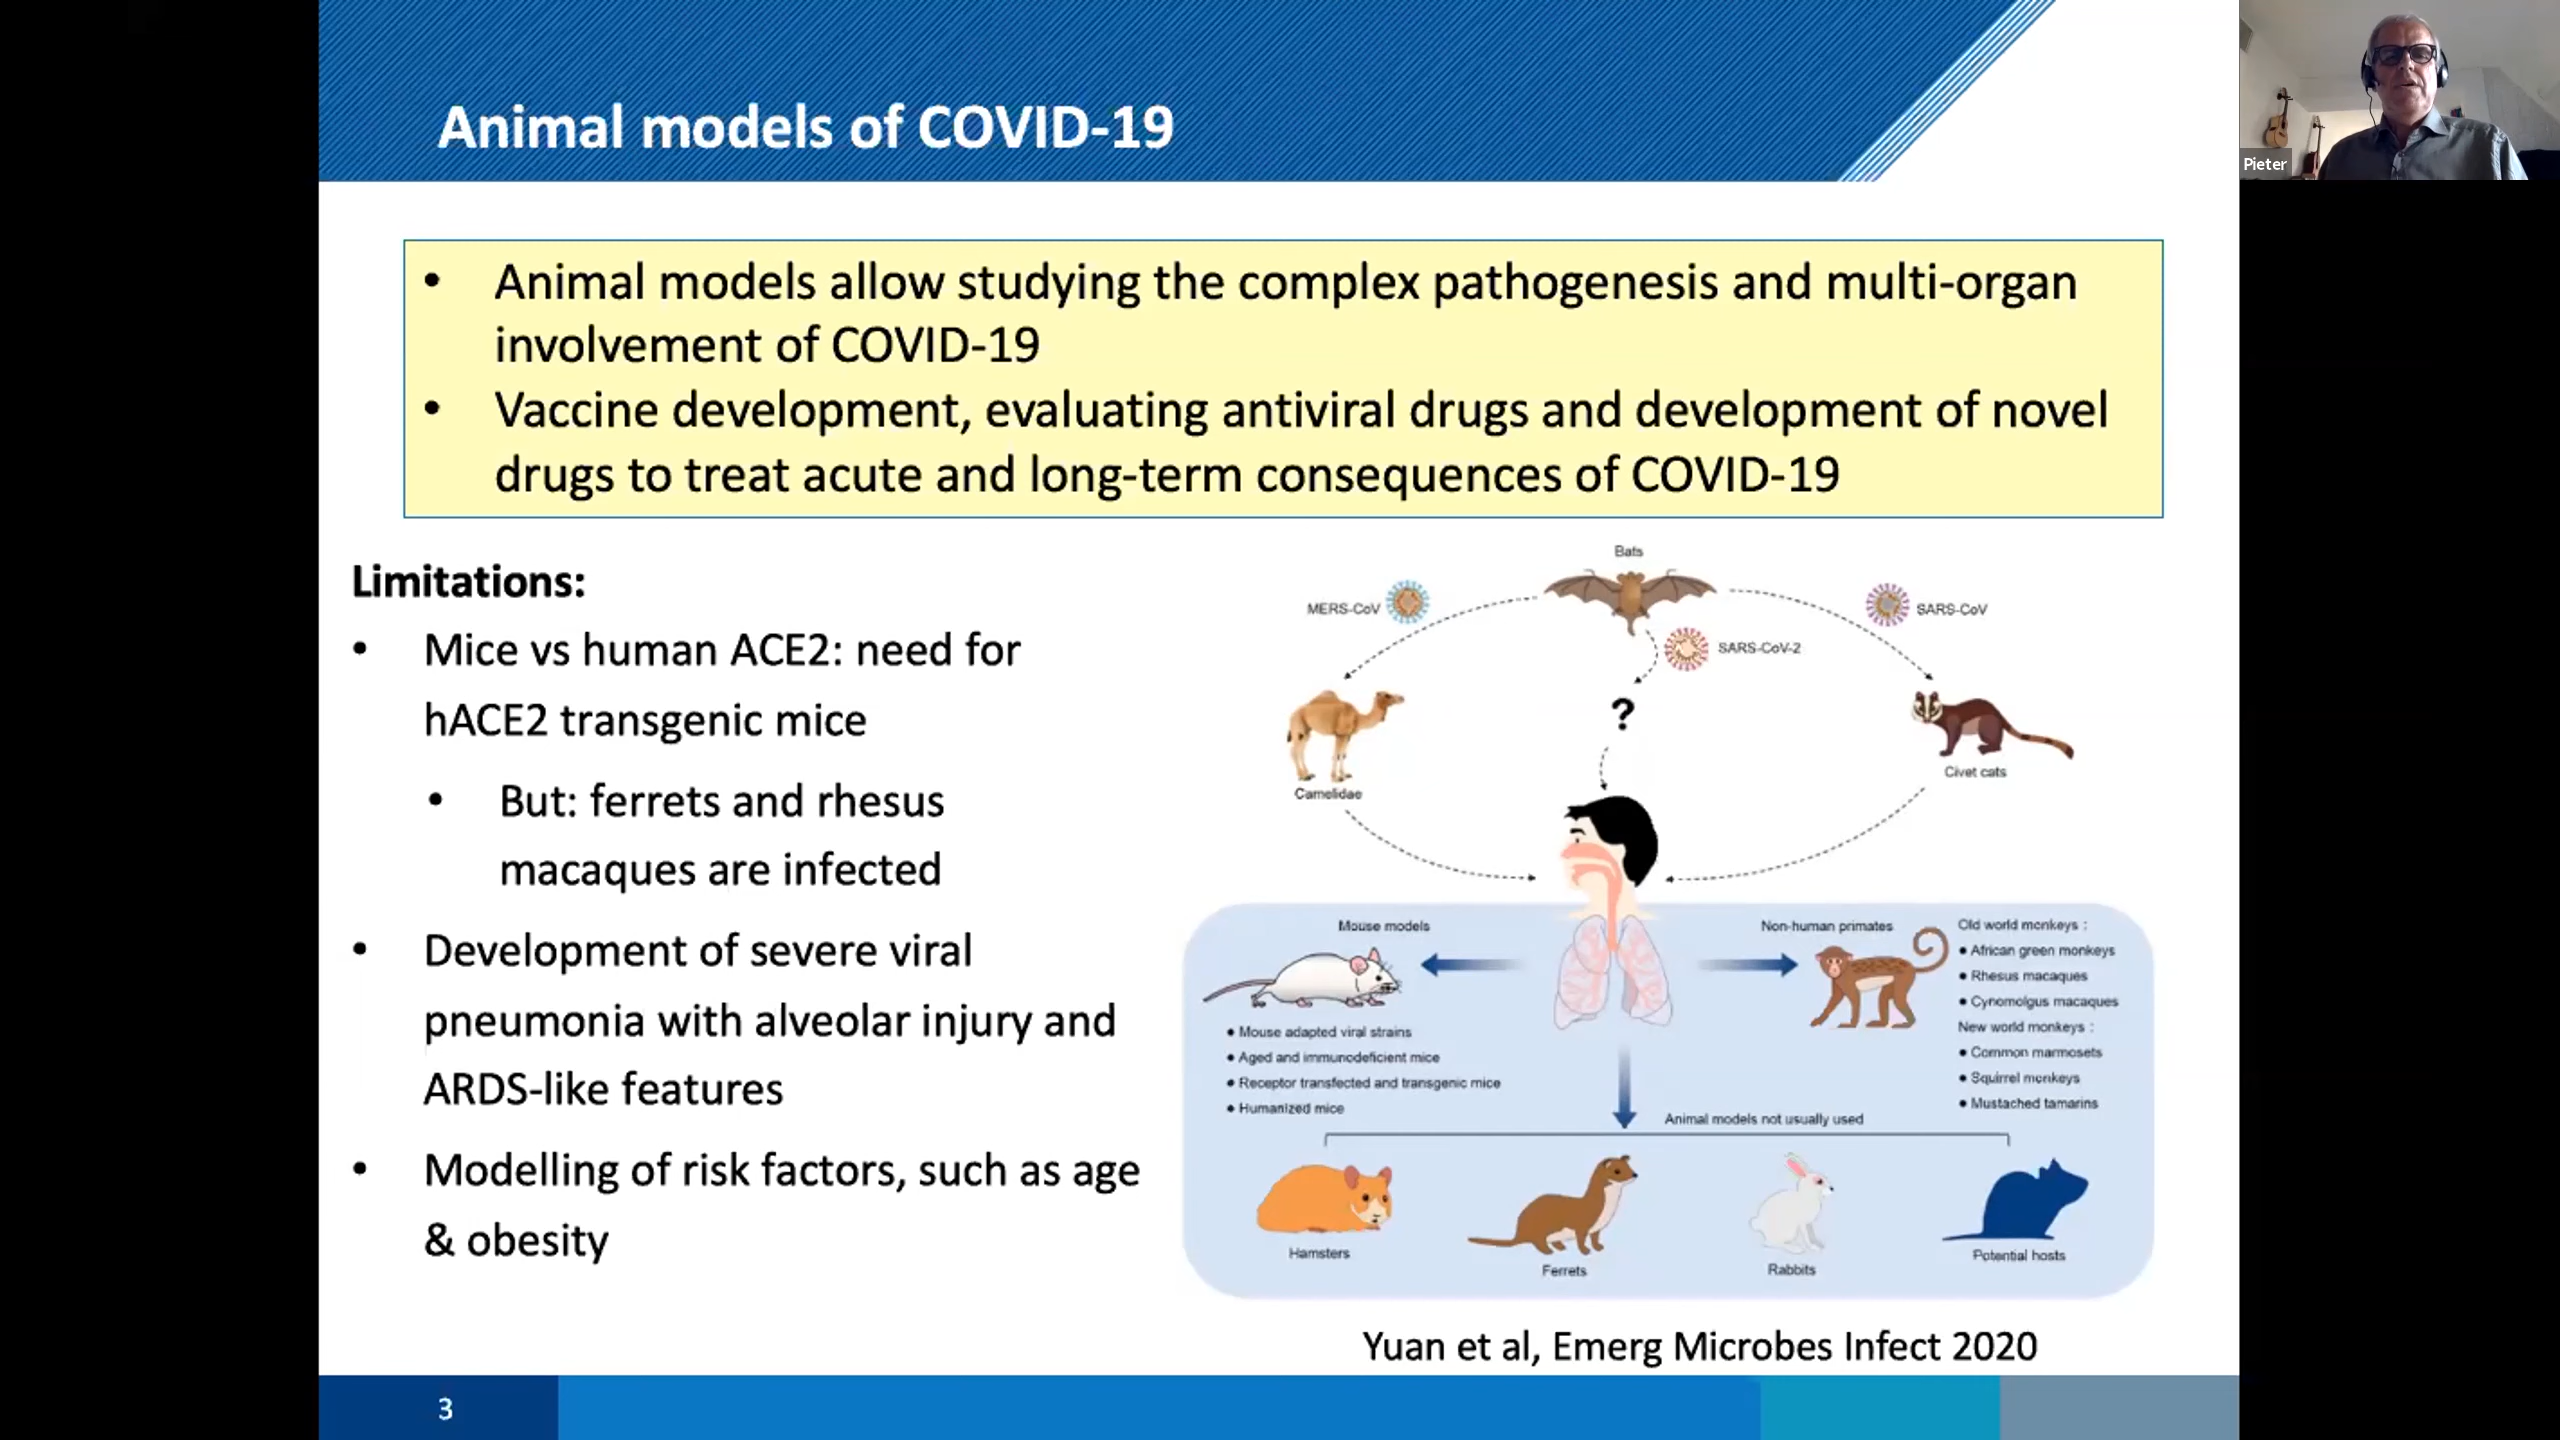 Animal models of COVID-19
Pieter
• Animal models allow studying the complex pathogenesis and multi-organ
involvement of COVID-19
• Vaccine development, evaluating antiviral drugs and development of novel
drugs to treat acute and long-term consequences of COVID-19
Limitations:
• Mice vs human ACE2: need for
hACE2 transgenic mice
• But: ferrets and rhesus
macaques are infected
• Development of severe viral
pneumonia with alveolar injury and
ARDS-like features
• Modelling of risk factors, such as age
& obesity
Bats
MERS-CoV
SARS-CoV
SARS-CoV-2
?
Camelidae
Civet cats
Mouse models
• Mouse adapted viral strains
• Aged and immunodeficient mice
• Receptor transfected and transgenic mice
• Humanized mice
Non-human primates
Old world monkeys :
• African green monkeys
• Rhesus macaques
• Cynomolgus macaques
New world monkeys :
• Common marmosets
• Squirrel monkeys
• Mustached tamarins
Animal models not usually used
Hamsters
Ferrets
Rabbits
Potential hosts
Yuan et al, Emerg Microbes Infect 2020
3